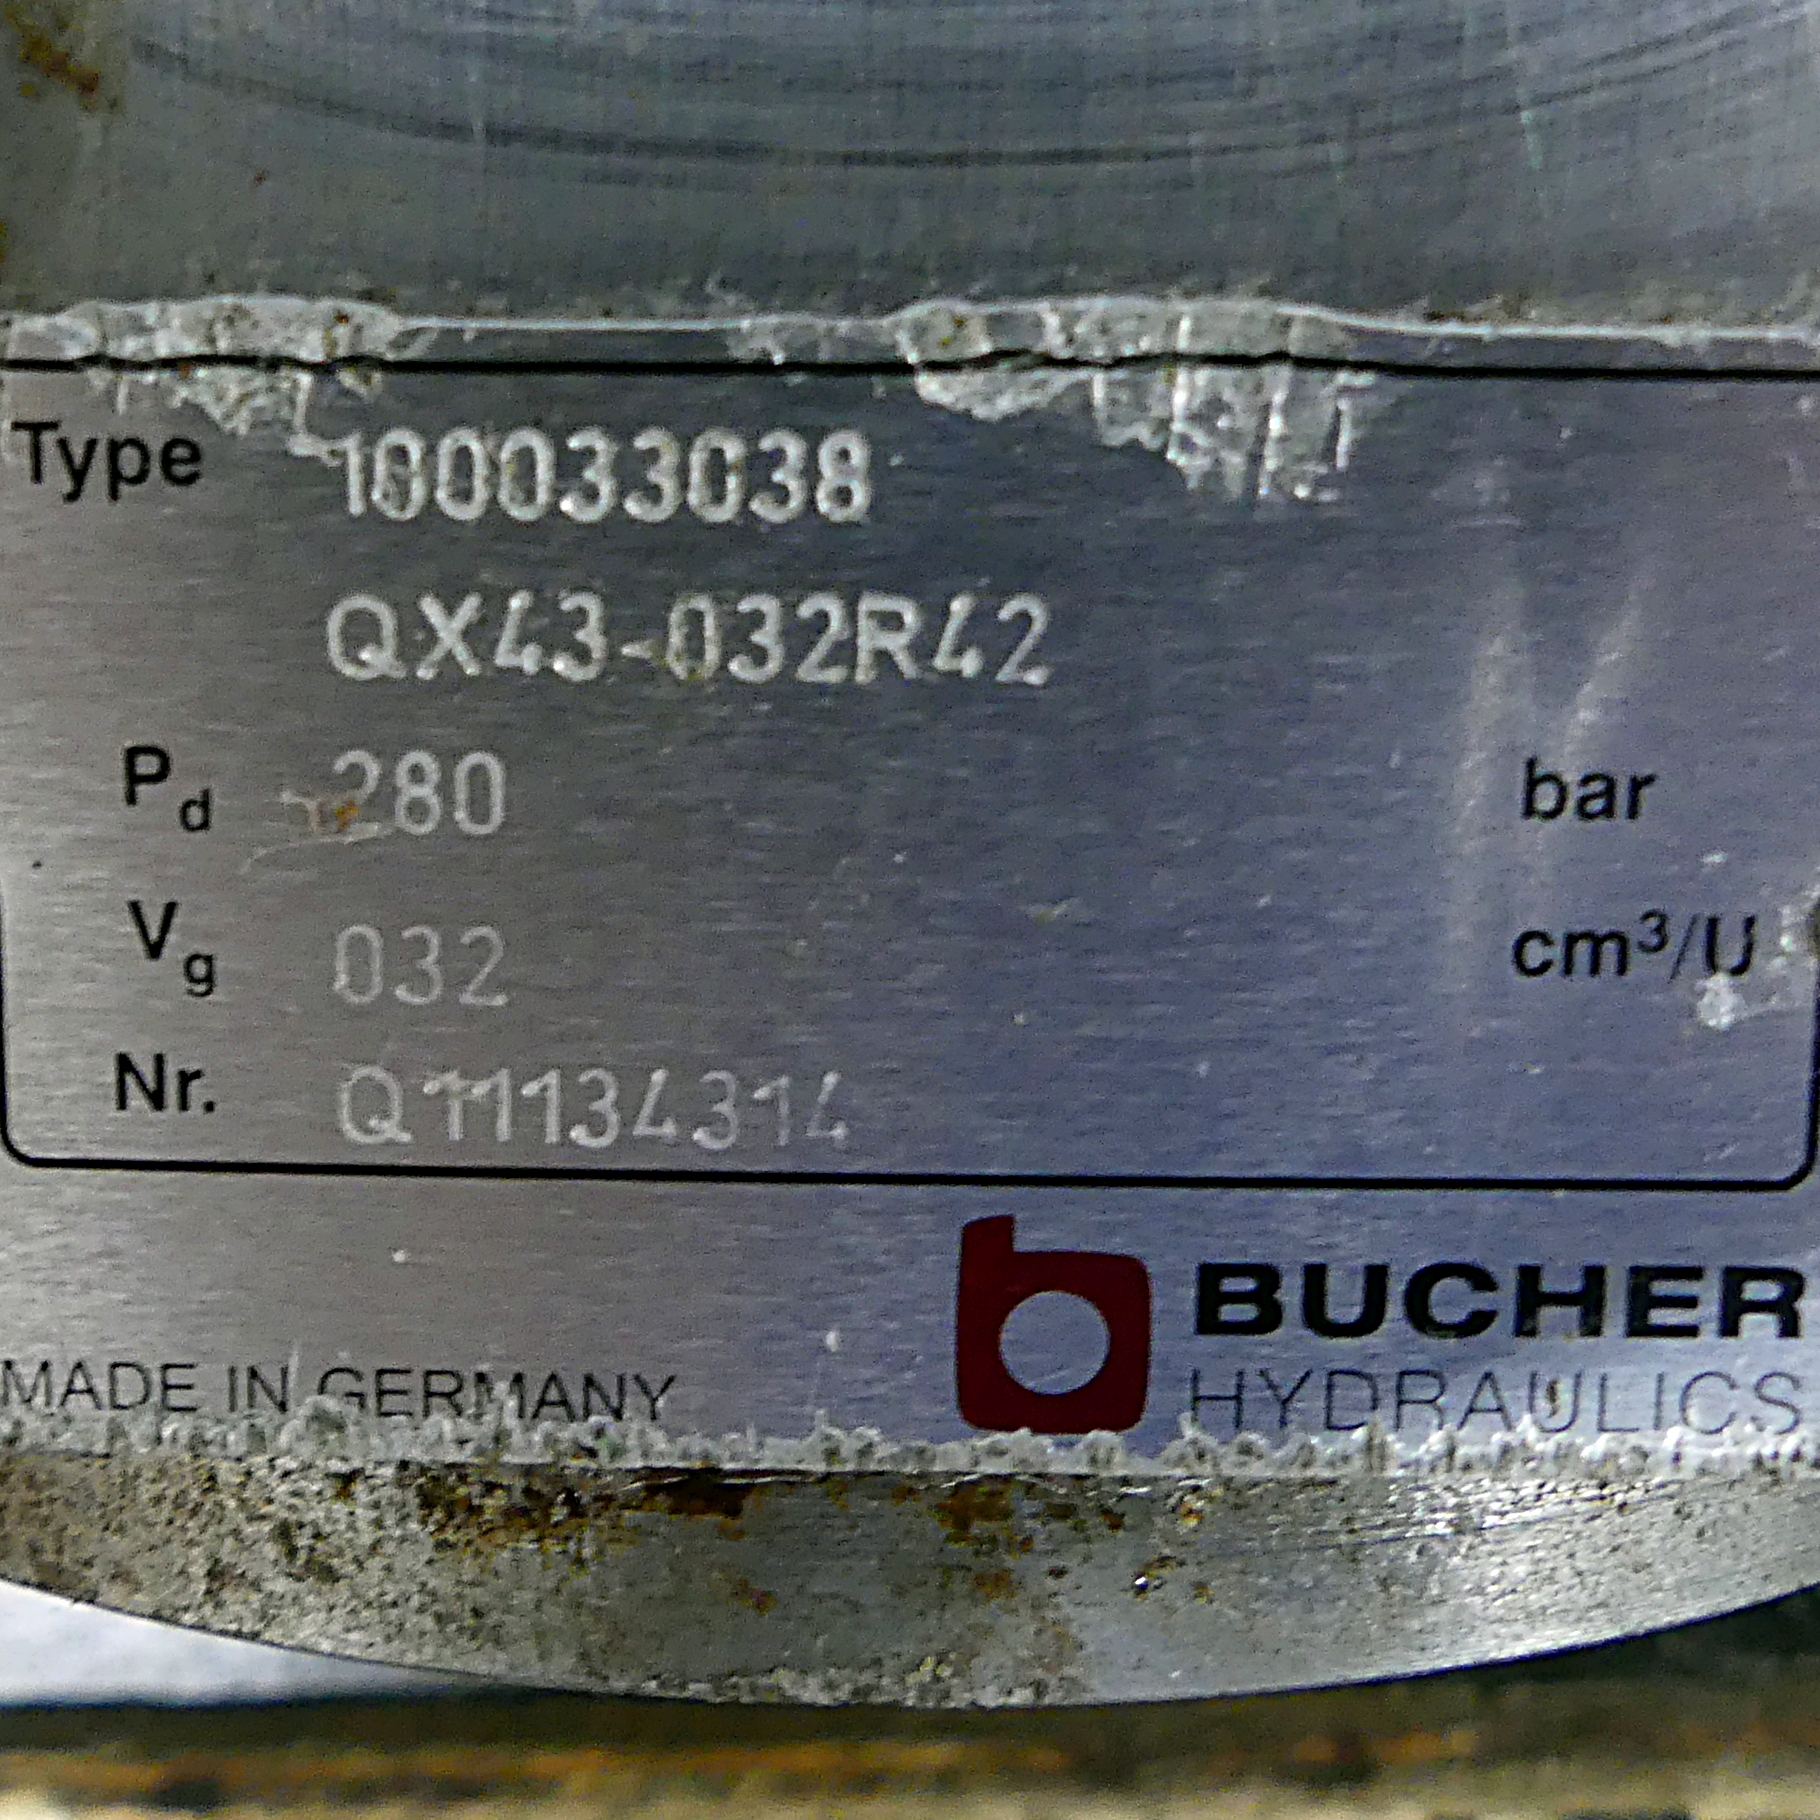 Type 100033038
QX43-032R42
Pd 280 bar
Vg 032 cm³/U
Nr. Q11134314
BUCHER
HYDRAULICS
MADE IN GERMANY